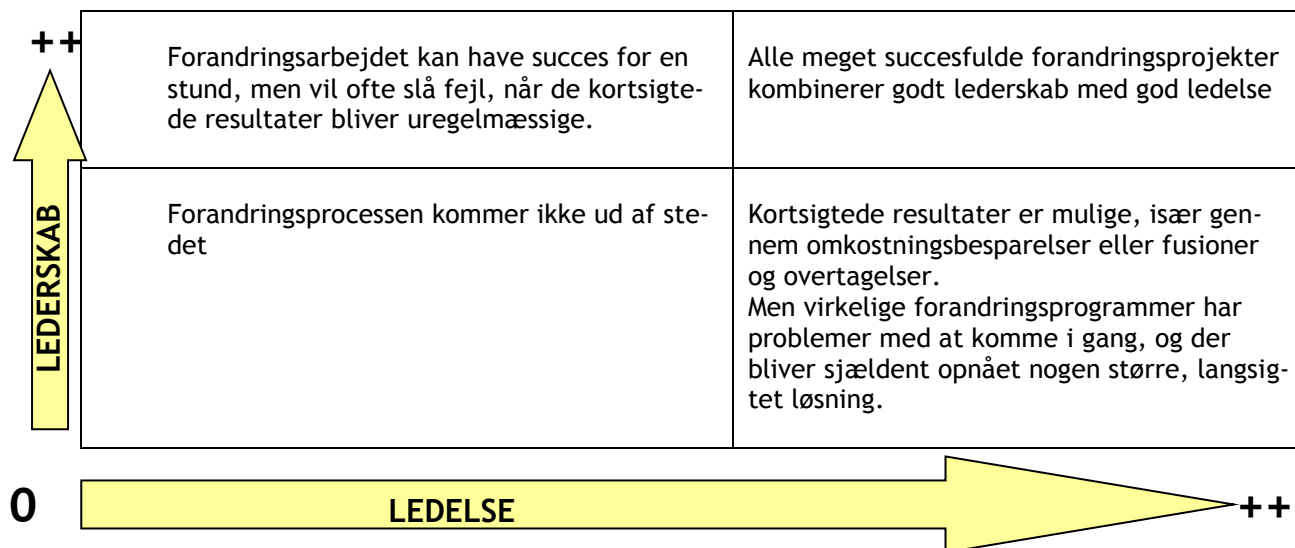 ++
Forandringsarbejdet kan have succes for en
stund, men vil ofte slå fejl, når de kortsigte-
de resultater bliver uregelmæssige.
Alle meget succesfulde forandringsprojekter
kombinerer godt lederskab med god ledelse
LEDERSKAB
Forandringsprocessen kommer ikke ud af ste-
det
Kortsigtede resultater er mulige, især gen-
nem omkostningsbesparelser eller fusioner
og overtagelser.
Men virkelige forandringsprogrammer har
problemer med at komme i gang, og der
bliver sjældent opnået nogen større, langsig-
tet løsning.
0
LEDELSE
++